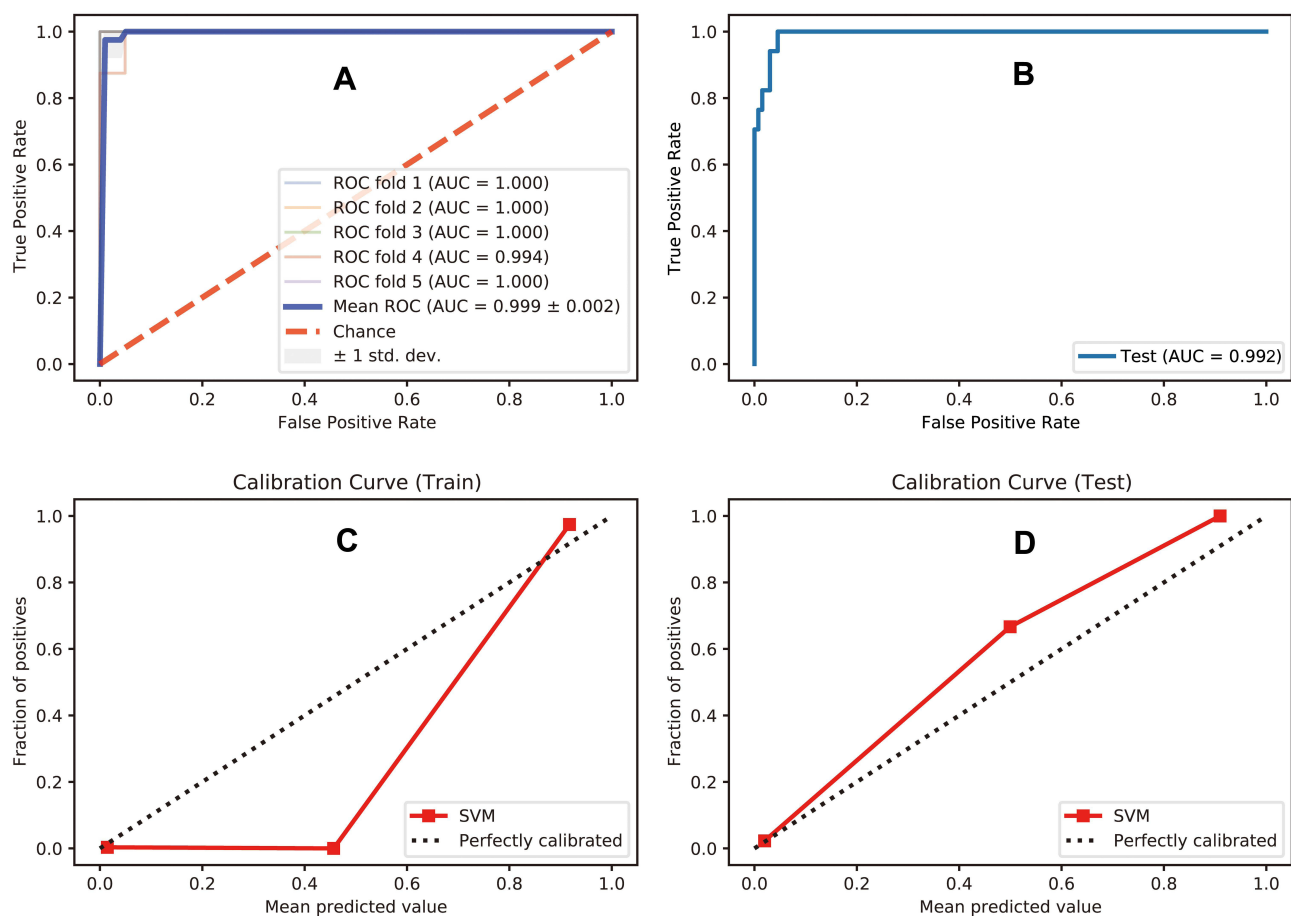 A
1.0
0.8
0.6
0.4
0.2
0.0
True Positive Rate
ROC fold 1 (AUC = 1.000)
ROC fold 2 (AUC = 1.000)
ROC fold 3 (AUC = 1.000)
ROC fold 4 (AUC = 0.994)
ROC fold 5 (AUC = 1.000)
Mean ROC (AUC = 0.999 ± 0.002)
Chance
± 1 std. dev.
0.0 0.2 0.4 0.6 0.8 1.0
False Positive Rate
B
1.0
0.8
0.6
0.4
0.2
0.0
True Positive Rate
Test (AUC = 0.992)
0.0 0.2 0.4 0.6 0.8 1.0
False Positive Rate
Calibration Curve (Train)
C
1.0
0.8
0.6
0.4
0.2
0.0
Fraction of positives
SVM
Perfectly calibrated
0.0 0.2 0.4 0.6 0.8 1.0
Mean predicted value
Calibration Curve (Test)
D
1.0
0.8
0.6
0.4
0.2
0.0
Fraction of positives
SVM
Perfectly calibrated
0.0 0.2 0.4 0.6 0.8 1.0
Mean predicted value